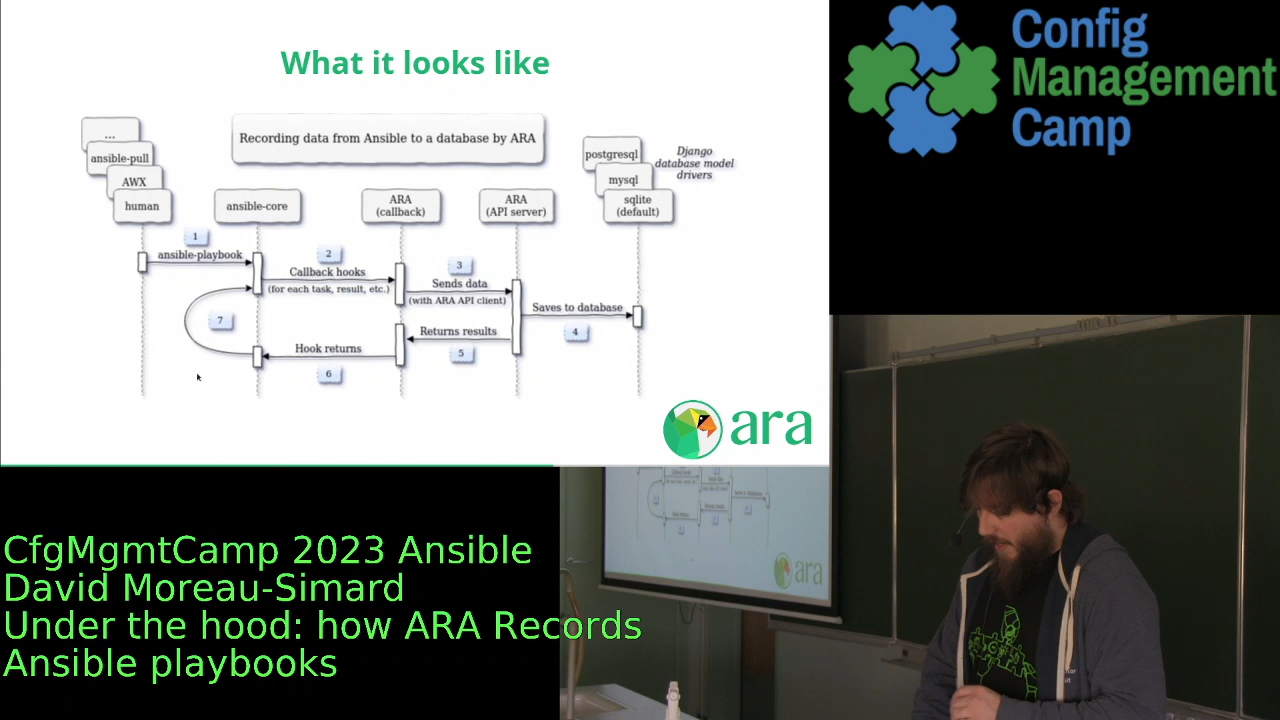 What it looks like
Recording data from Ansible to a database by ARA
...
ansible-pull
AWX
human
ansible-core
ARA
(callback)
ARA
(API server)
postgresql
mysql
sqlite
(default)
Django
database model
drivers
1
ansible-playbook
2
Callback hooks
(for each task, result, etc.)
3
Sends data
(with ARA API client)
Saves to database
4
Returns results
5
Hook returns
6
7
ara
Config
Management
Camp
ara
CfgMgmtCamp 2023 Ansible
David Moreau-Simard
Under the hood: how ARA Records
Ansible playbooks